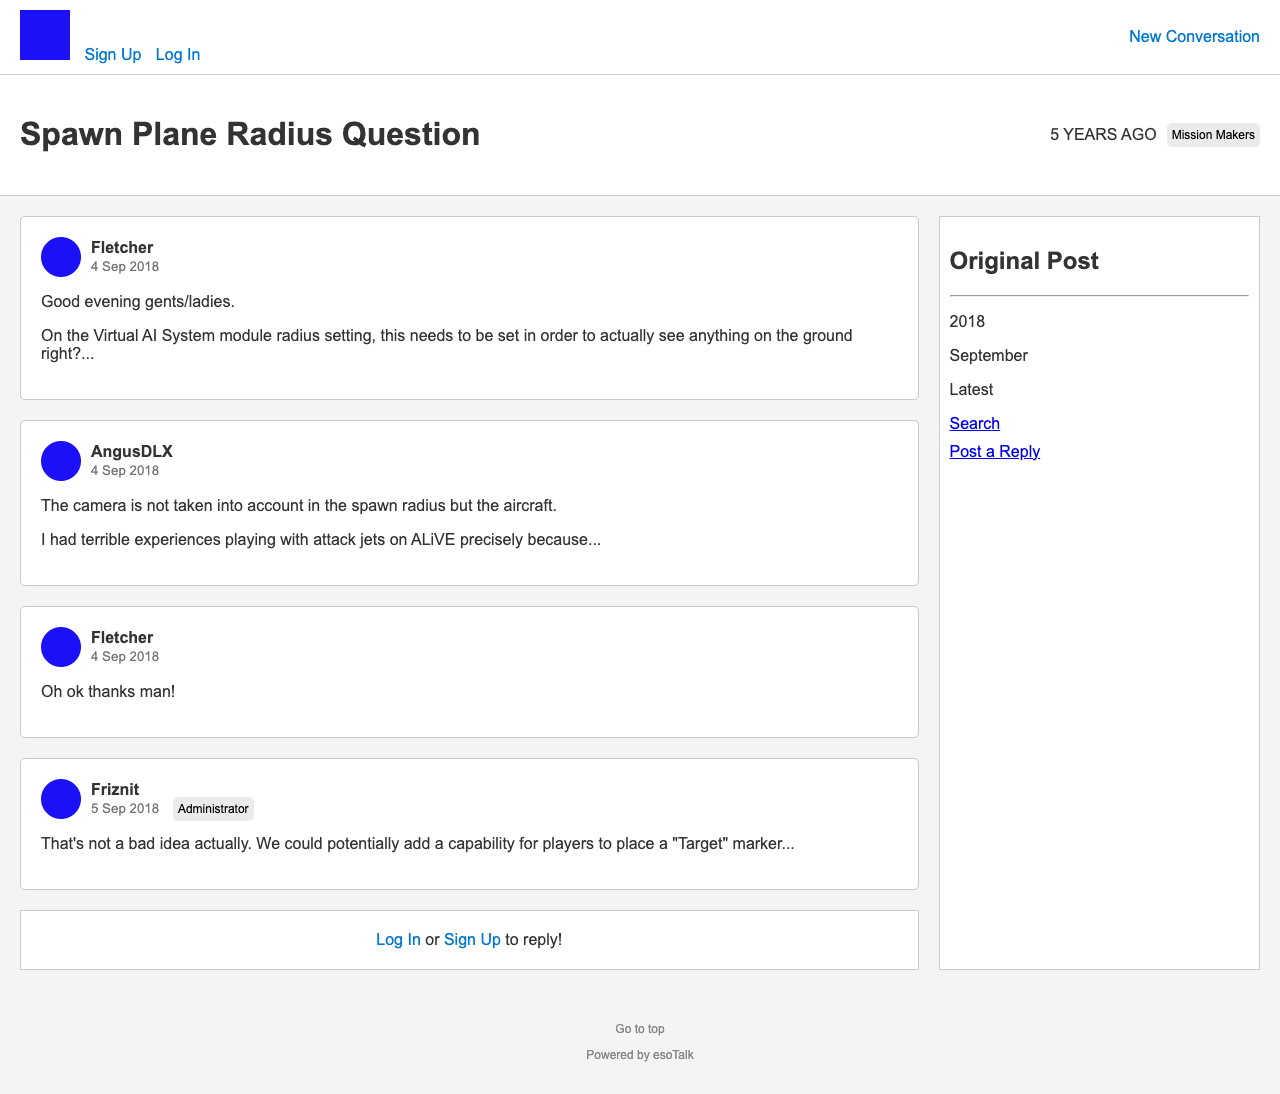 Sign Up Log In
New Conversation
Spawn Plane Radius Question
5 YEARS AGO Mission Makers
Fletcher
4 Sep 2018
Good evening gents/ladies.
On the Virtual AI System module radius setting, this needs to be set in order to actually see anything on the ground
right?...
AngusDLX
4 Sep 2018
The camera is not taken into account in the spawn radius but the aircraft.
I had terrible experiences playing with attack jets on ALiVE precisely because...
Fletcher
4 Sep 2018
Oh ok thanks man!
Friznit
5 Sep 2018 Administrator
That's not a bad idea actually. We could potentially add a capability for players to place a "Target" marker...
Log In or Sign Up to reply!
Original Post
2018
September
Latest
Search
Post a Reply
Go to top
Powered by esoTalk